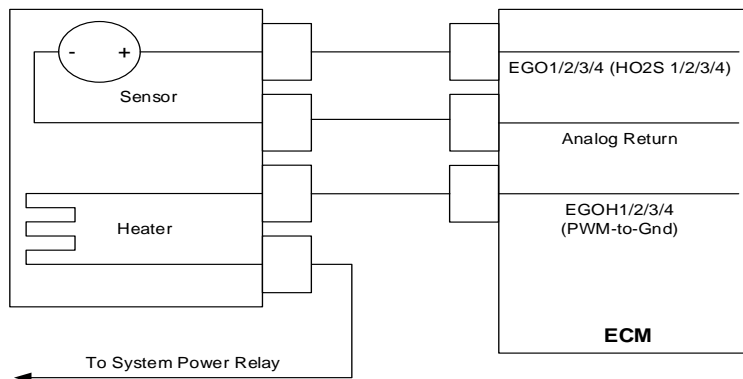 - +
Sensor
EGO1/2/3/4 (HO2S 1/2/3/4)
Analog Return
Heater
EGOH1/2/3/4
(PWM-to-Gnd)
ECM
To System Power Relay